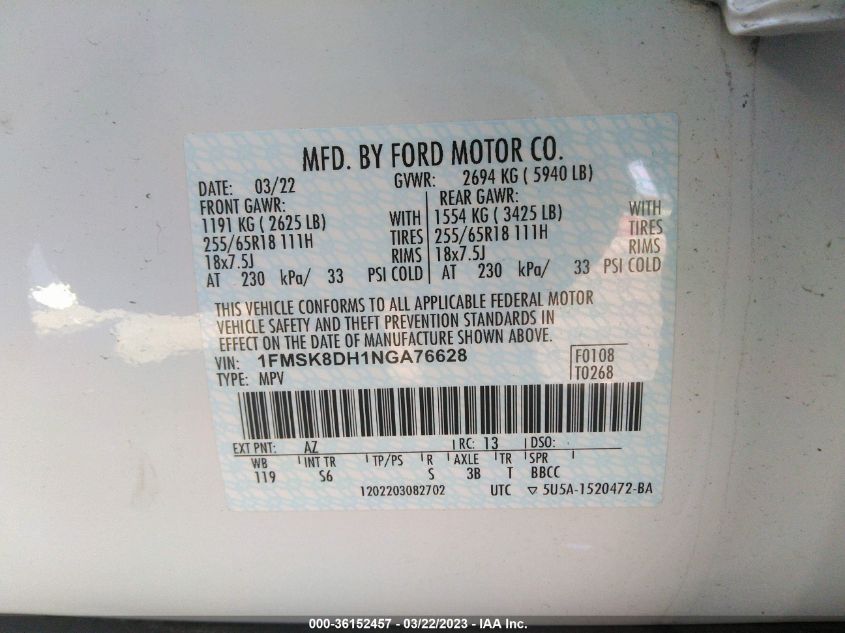 MFD. BY FORD MOTOR CO.
DATE: 03/22 GVWR: 2694 KG ( 5940 LB)
FRONT GAWR: REAR GAWR:
1191 KG ( 2625 LB) WITH 1554 KG ( 3425 LB) WITH
255/65R18 111H TIRES 255/65R18 111H TIRES
18x7.5J RIMS 18x7.5J RIMS
AT 230 kPa/ 33 PSI COLD AT 230 kPa/ 33 PSI COLD
THIS VEHICLE CONFORMS TO ALL APPLICABLE FEDERAL MOTOR
VEHICLE SAFETY AND THEFT PREVENTION STANDARDS IN
EFFECT ON THE DATE OF MANUFACTURE SHOWN ABOVE.
VIN: 1FMSK8DH1NGA76628 F0108
TYPE: MPV T0268
EXT PNT: AZ RC: 13 DSO:
WB INT TR TP/PS R AXLE TR SPR
119 S6 S 3B T BBCC
1202203082702 UTC ▽ 5U5A-1520472-BA
000-36152457 - 03/22/2023 - IAA Inc.